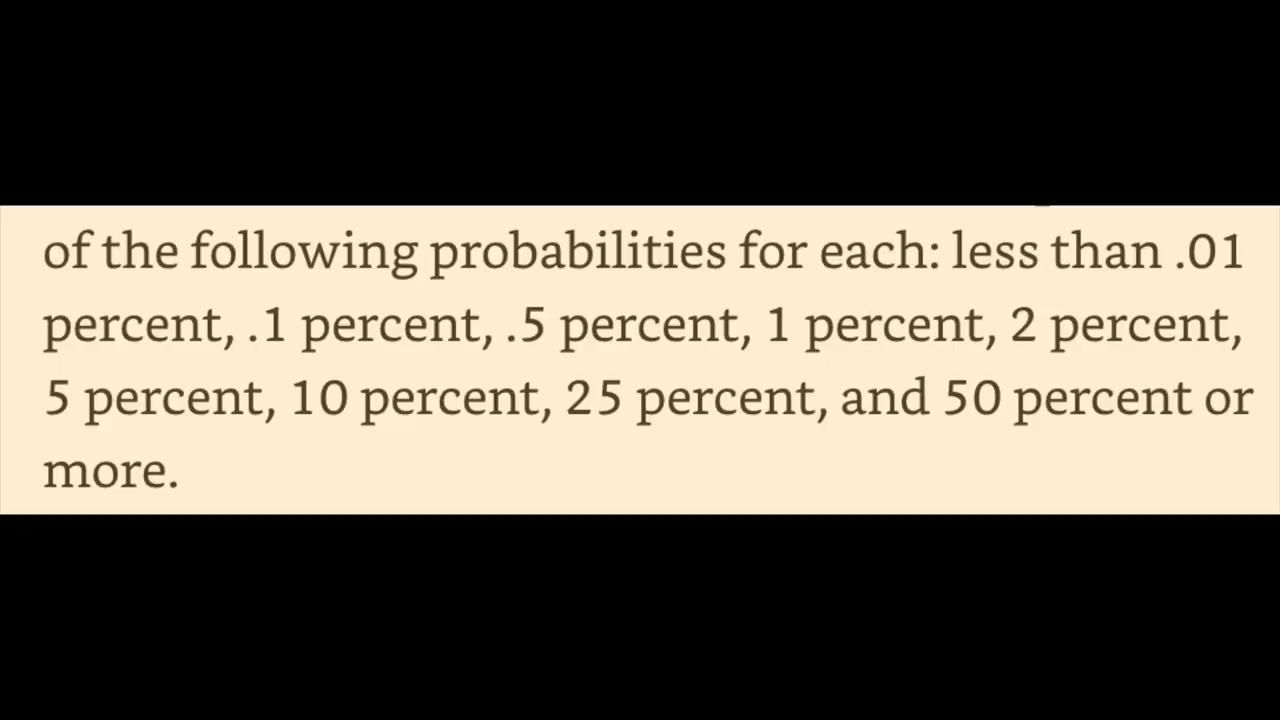 of the following probabilities for each: less than .01
percent, .1 percent, .5 percent, 1 percent, 2 percent,
5 percent, 10 percent, 25 percent, and 50 percent or
more.